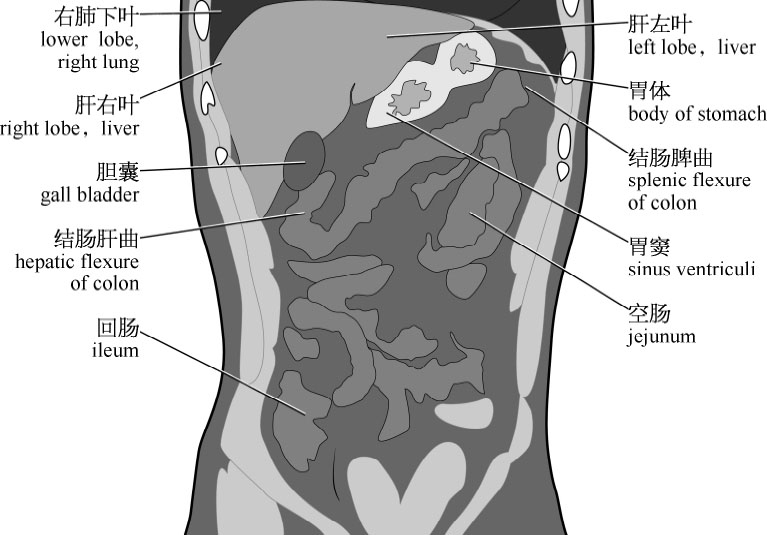 右肺下叶
lower lobe,
right lung
肝右叶
right lobe, liver
胆囊
gall bladder
结肠肝曲
hepatic flexure
of colon
回肠
ileum
肝左叶
left lobe, liver
胃体
body of stomach
结肠脾曲
splenic flexure
of colon
胃窦
sinus ventriculi
空肠
jejunum